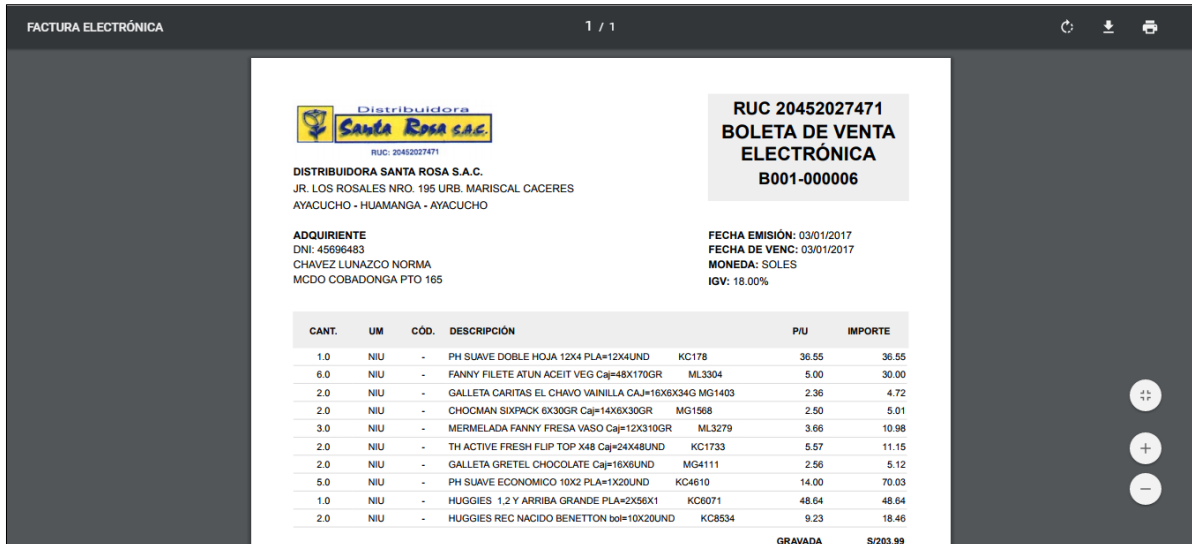 FACTURA ELECTRÓNICA
1 / 1
Distribuidora
Santa Rosa S.A.C.
RUC: 20452027471
RUC 20452027471
BOLETA DE VENTA
ELECTRÓNICA
B001-000006
DISTRIBUIDORA SANTA ROSA S.A.C.
JR. LOS ROSALES NRO. 195 URB. MARISCAL CACERES
AYACUCHO - HUAMANGA - AYACUCHO
ADQUIRIENTE
DNI: 45696483
CHAVEZ LUNAZCO NORMA
MCDO COBADONGA PTO 165
FECHA EMISIÓN: 03/01/2017
FECHA DE VENC: 03/01/2017
MONEDA: SOLES
IGV: 18.00%
CANT. UM CÓD. DESCRIPCIÓN P/U IMPORTE
1.0 NIU - PH SUAVE DOBLE HOJA 12X4 PLA=12X4UND KC178 36.55 36.55
6.0 NIU - FANNY FILETE ATUN ACEIT VEG Caj=48X170GR ML3304 5.00 30.00
2.0 NIU - GALLETA CARITAS EL CHAVO VAINILLA CAJ=16X6X34G MG1403 2.36 4.72
2.0 NIU - CHOCMAN SIXPACK 6X30GR Caj=14X6X30GR MG1568 2.50 5.01
3.0 NIU - MERMELADA FANNY FRESA VASO Caj=12X310GR ML3279 3.66 10.98
2.0 NIU - TH ACTIVE FRESH FLIP TOP X48 Caj=24X48UND KC1733 5.57 11.15
2.0 NIU - GALLETA GRETEL CHOCOLATE Caj=16X6UND MG4111 2.56 5.12
5.0 NIU - PH SUAVE ECONOMICO 10X2 PLA=1X20UND KC4610 14.00 70.03
1.0 NIU - HUGGIES 1,2 Y ARRIBA GRANDE PLA=2X56X1 KC6071 48.64 48.64
2.0 NIU - HUGGIES REC NACIDO BENETTON bol=10X20UND KC8534 9.23 18.46
GRAVADA S/203.99